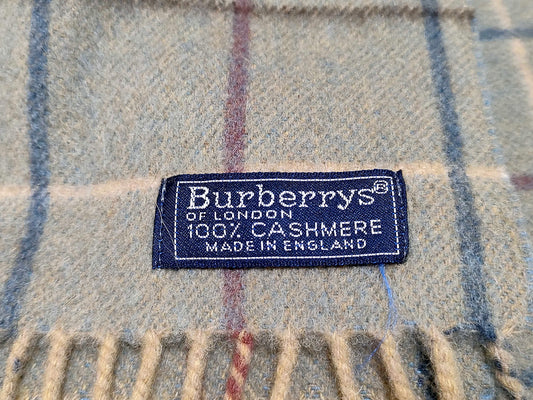 Burberrys®
OF LONDON
100% CASHMERE
MADE IN ENGLAND